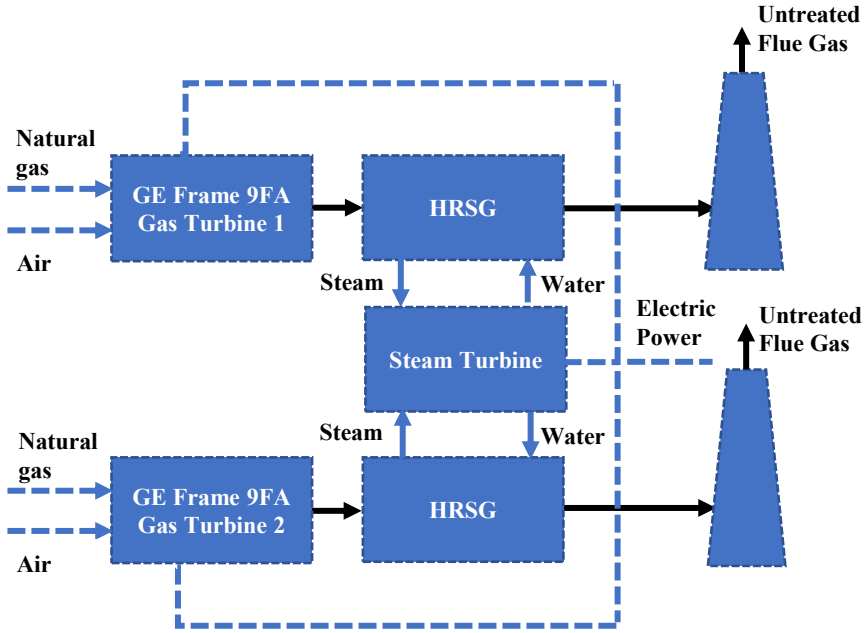 Untreated
Flue Gas
Natural
gas
GE Frame 9FA
Gas Turbine 1
HRSG
Air
Steam
Water
Electric
Power
Untreated
Flue Gas
Steam Turbine
Steam
Water
Natural
gas
GE Frame 9FA
Gas Turbine 2
HRSG
Air